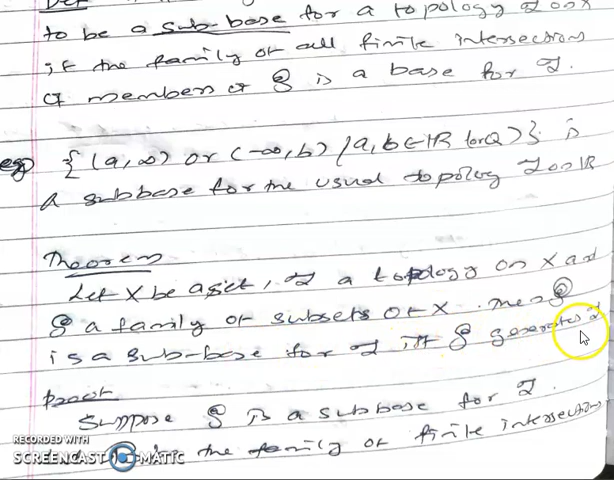 Def
to be a sub-base for a topology ℐ on X
if the family of all finite intersections
of members of S is a base for ℐ.
eg) {(a, ∞) or (-∞, b) / a, b ∈ IR (or Q)} is
a subbase for the usual topology ℐ on IR
Theorem
Let X be a set, ℐ a topology on X and
S a family of subsets of X. Then S
is a sub-base for ℐ iff S generates ℐ
proof
Suppose S is a subbase for ℐ.
is the family of finite intersections
RECORDED WITH
SCREENCAST MATIC